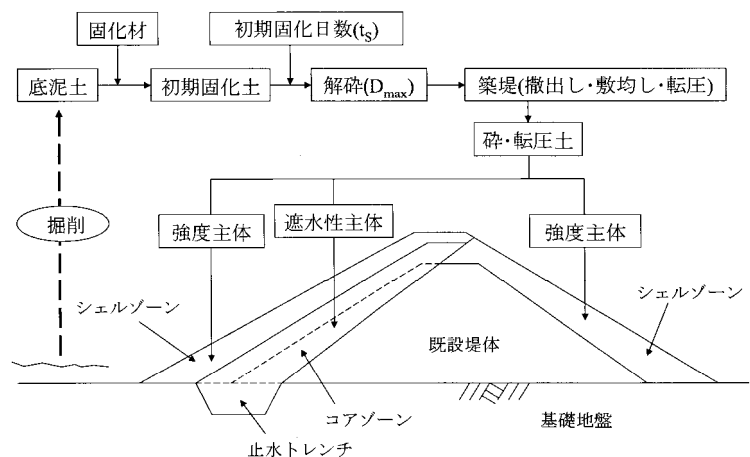 固化材
初期固化日数(tS)
底泥土
初期固化土
解砕(Dmax)
築堤(撒出し・敷均し・転圧)
砕・転圧土
掘削
強度主体
遮水性主体
強度主体
シェルゾーン
シェルゾーン
既設堤体
コアゾーン
基礎地盤
止水トレンチ